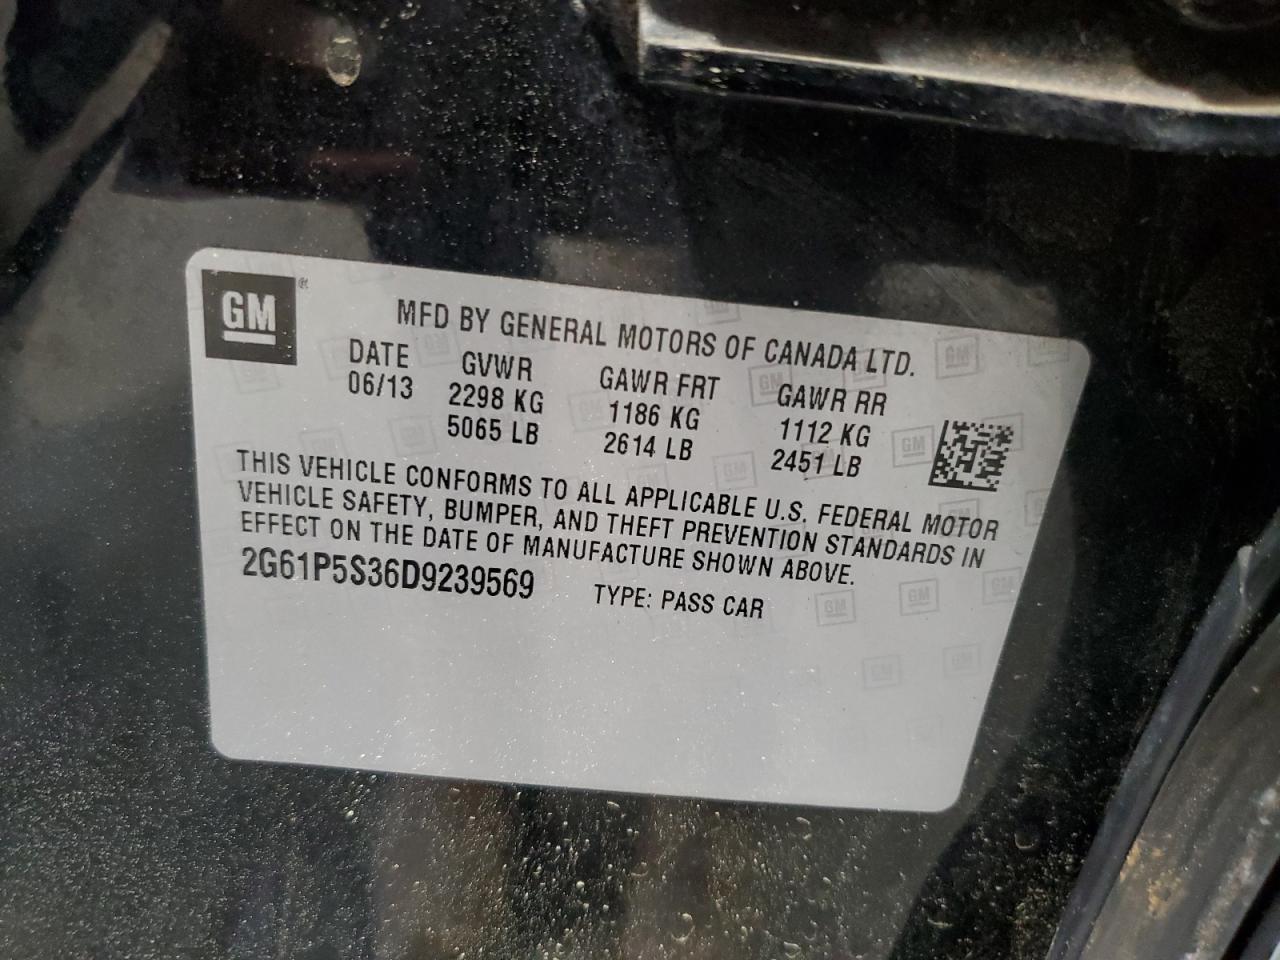 GM ®
MFD BY GENERAL MOTORS OF CANADA LTD.
DATE GVWR GAWR FRT GAWR RR
06/13 2298 KG 1186 KG 1112 KG
5065 LB 2614 LB 2451 LB
THIS VEHICLE CONFORMS TO ALL APPLICABLE U.S. FEDERAL MOTOR
VEHICLE SAFETY, BUMPER, AND THEFT PREVENTION STANDARDS IN
EFFECT ON THE DATE OF MANUFACTURE SHOWN ABOVE.
2G61P5S36D9239569 TYPE: PASS CAR